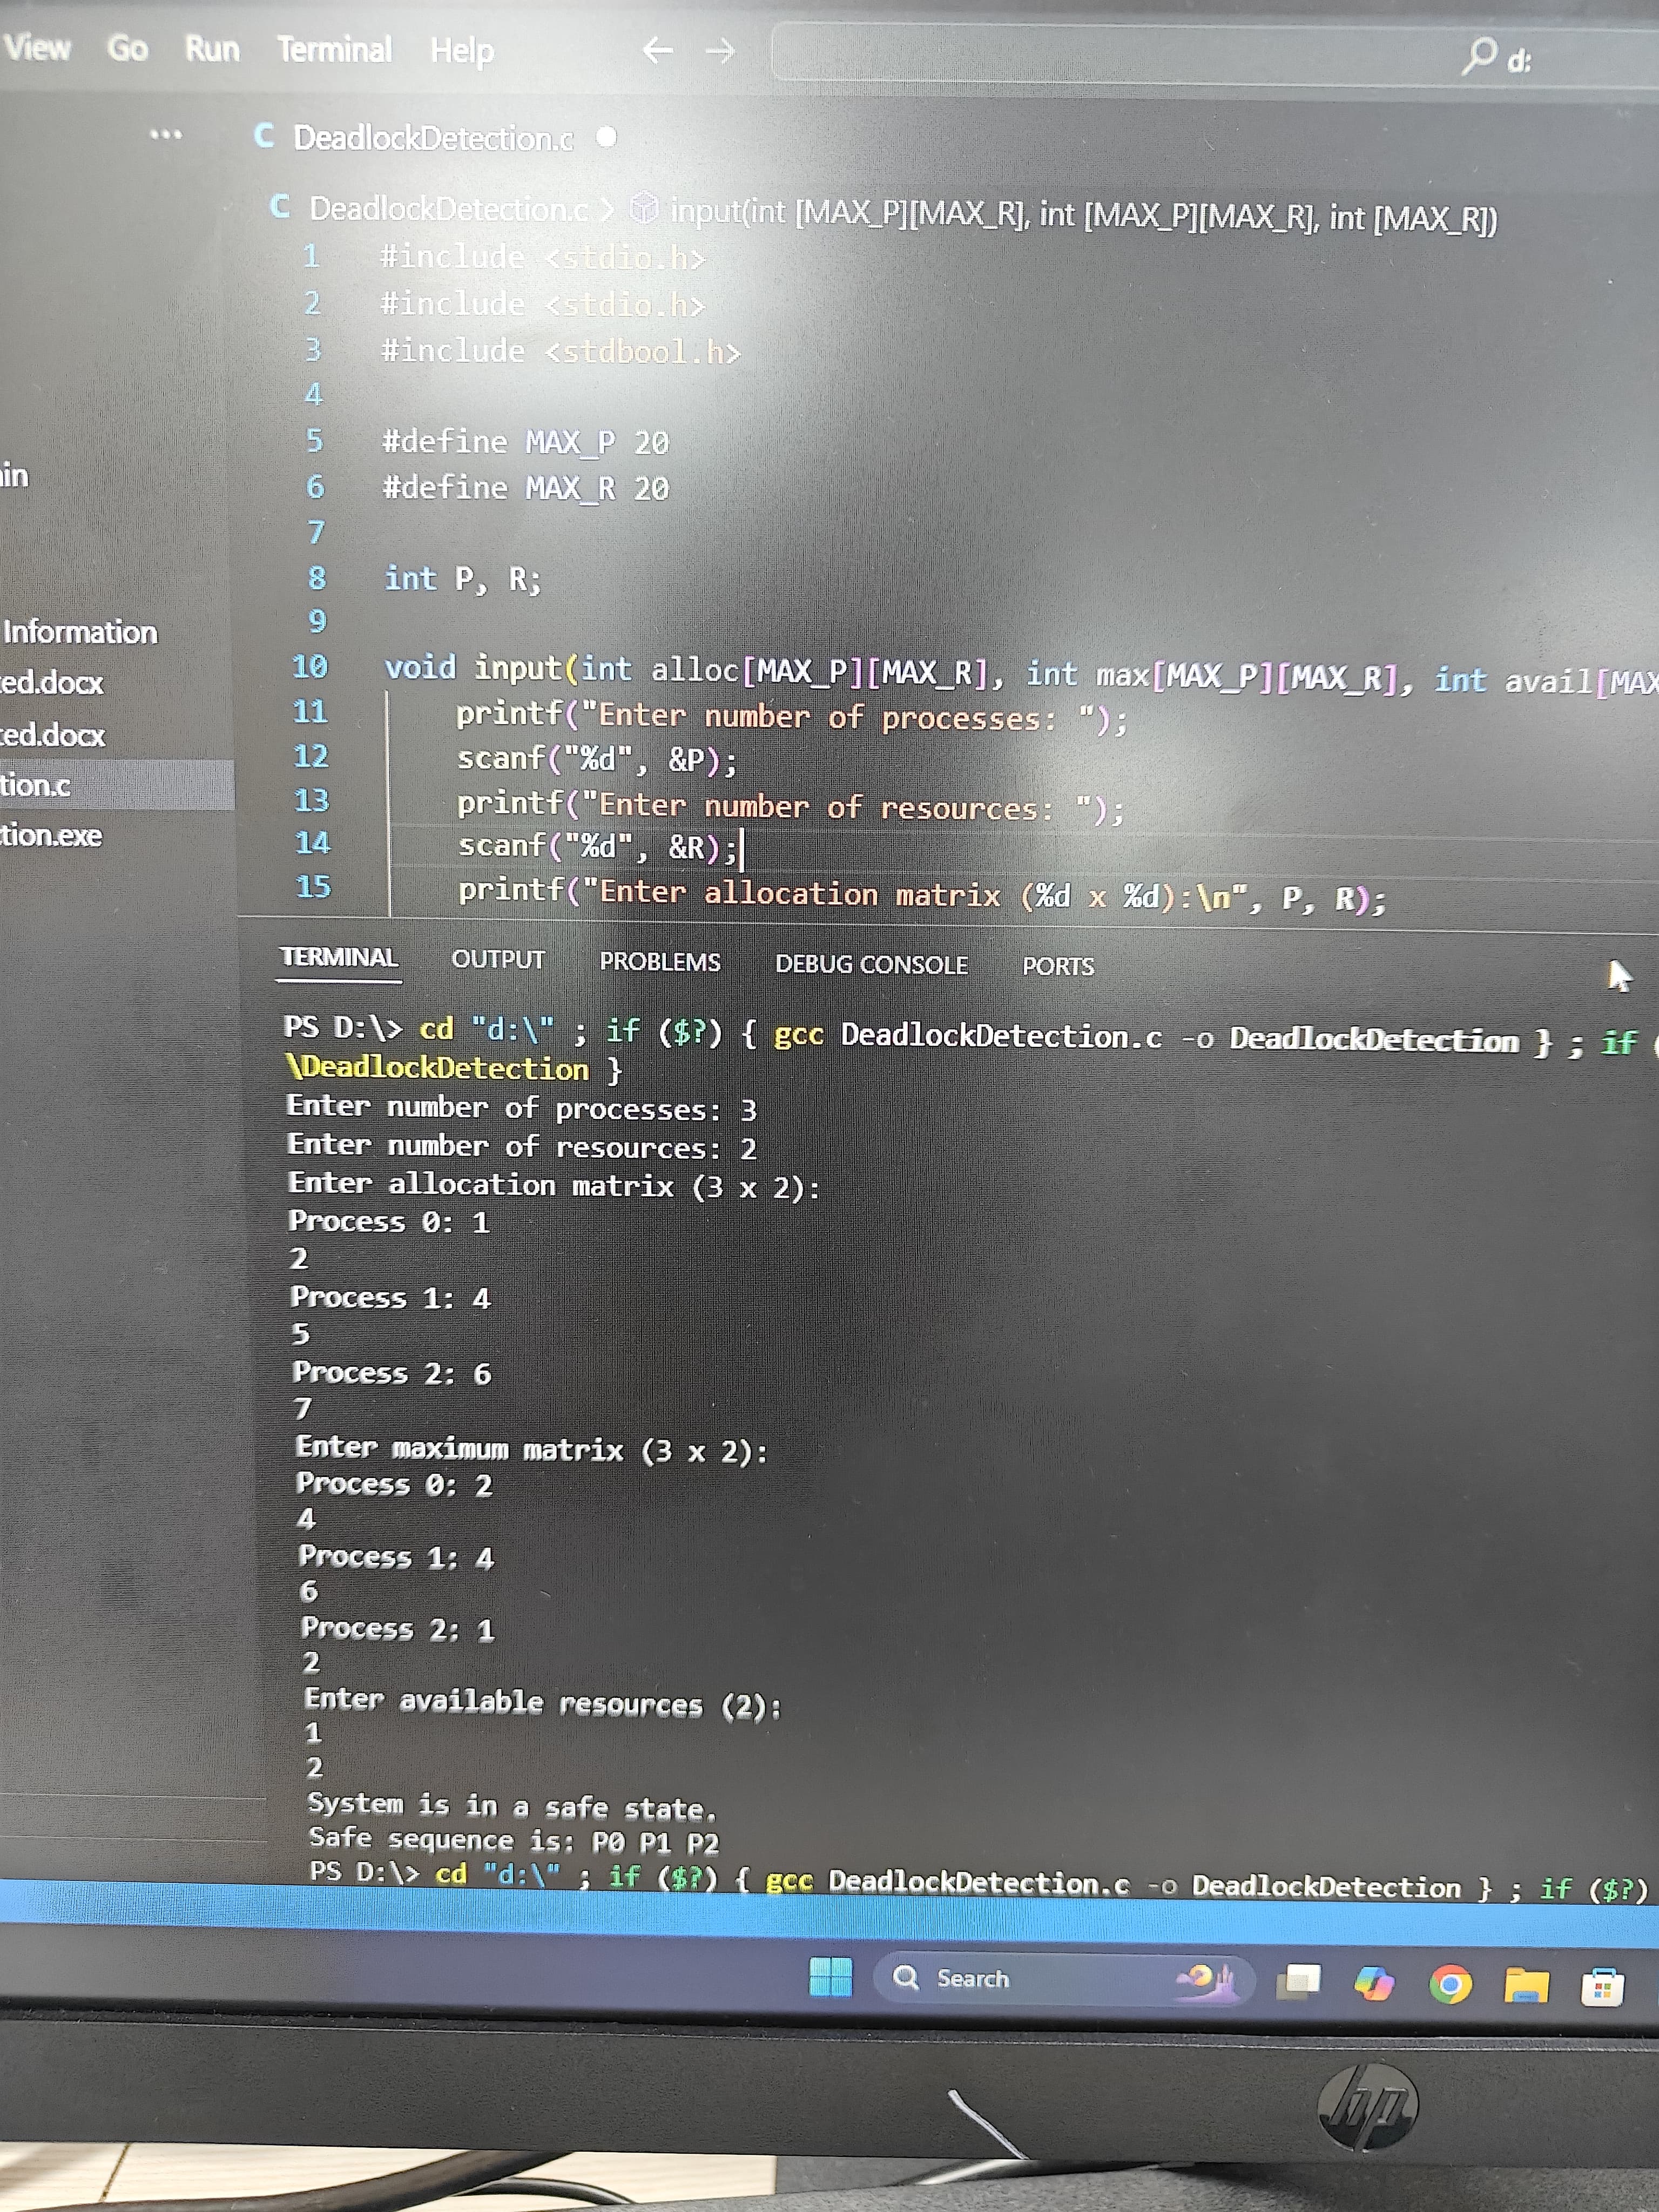 View Go Run Terminal Help ← → d:
... C DeadlockDetection.c ●
C DeadlockDetection.c > input(int [MAX_P][MAX_R], int [MAX_P][MAX_R], int [MAX_R])
1 #include <stdio.h>
2 #include <stdio.h>
3 #include <stdbool.h>
4
5 #define MAX_P 20
6 #define MAX_R 20
7
8 int P, R;
9
10 void input(int alloc[MAX_P][MAX_R], int max[MAX_P][MAX_R], int avail[MAX
11 printf("Enter number of processes: ");
12 scanf("%d", &P);
13 printf("Enter number of resources: ");
14 scanf("%d", &R);
15 printf("Enter allocation matrix (%d x %d):\n", P, R);
in
Information
ed.docx
ted.docx
tion.c
tion.exe
TERMINAL OUTPUT PROBLEMS DEBUG CONSOLE PORTS
PS D:\> cd "d:\" ; if ($?) { gcc DeadlockDetection.c -o DeadlockDetection } ; if (
\DeadlockDetection }
Enter number of processes: 3
Enter number of resources: 2
Enter allocation matrix (3 x 2):
Process 0: 1
2
Process 1: 4
5
Process 2: 6
7
Enter maximum matrix (3 x 2):
Process 0: 2
4
Process 1: 4
6
Process 2: 1
2
Enter available resources (2):
1
2
System is in a safe state.
Safe sequence is: P0 P1 P2
PS D:\> cd "d:\" ; if ($?) { gcc DeadlockDetection.c -o DeadlockDetection } ; if ($?)
Search
hp